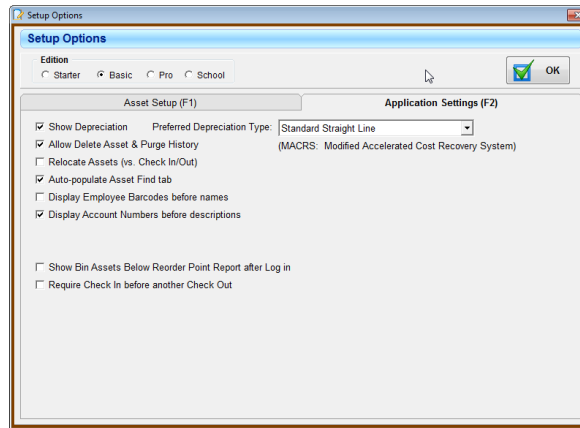 Setup Options
Setup Options
Edition
Starter Basic Pro School
OK
Asset Setup (F1) Application Settings (F2)
Show Depreciation Preferred Depreciation Type: Standard Straight Line
Allow Delete Asset & Purge History (MACRS: Modified Accelerated Cost Recovery System)
Relocate Assets (vs. Check In/Out)
Auto-populate Asset Find tab
Display Employee Barcodes before names
Display Account Numbers before descriptions
Show Bin Assets Below Reorder Point Report after Log in
Require Check In before another Check Out